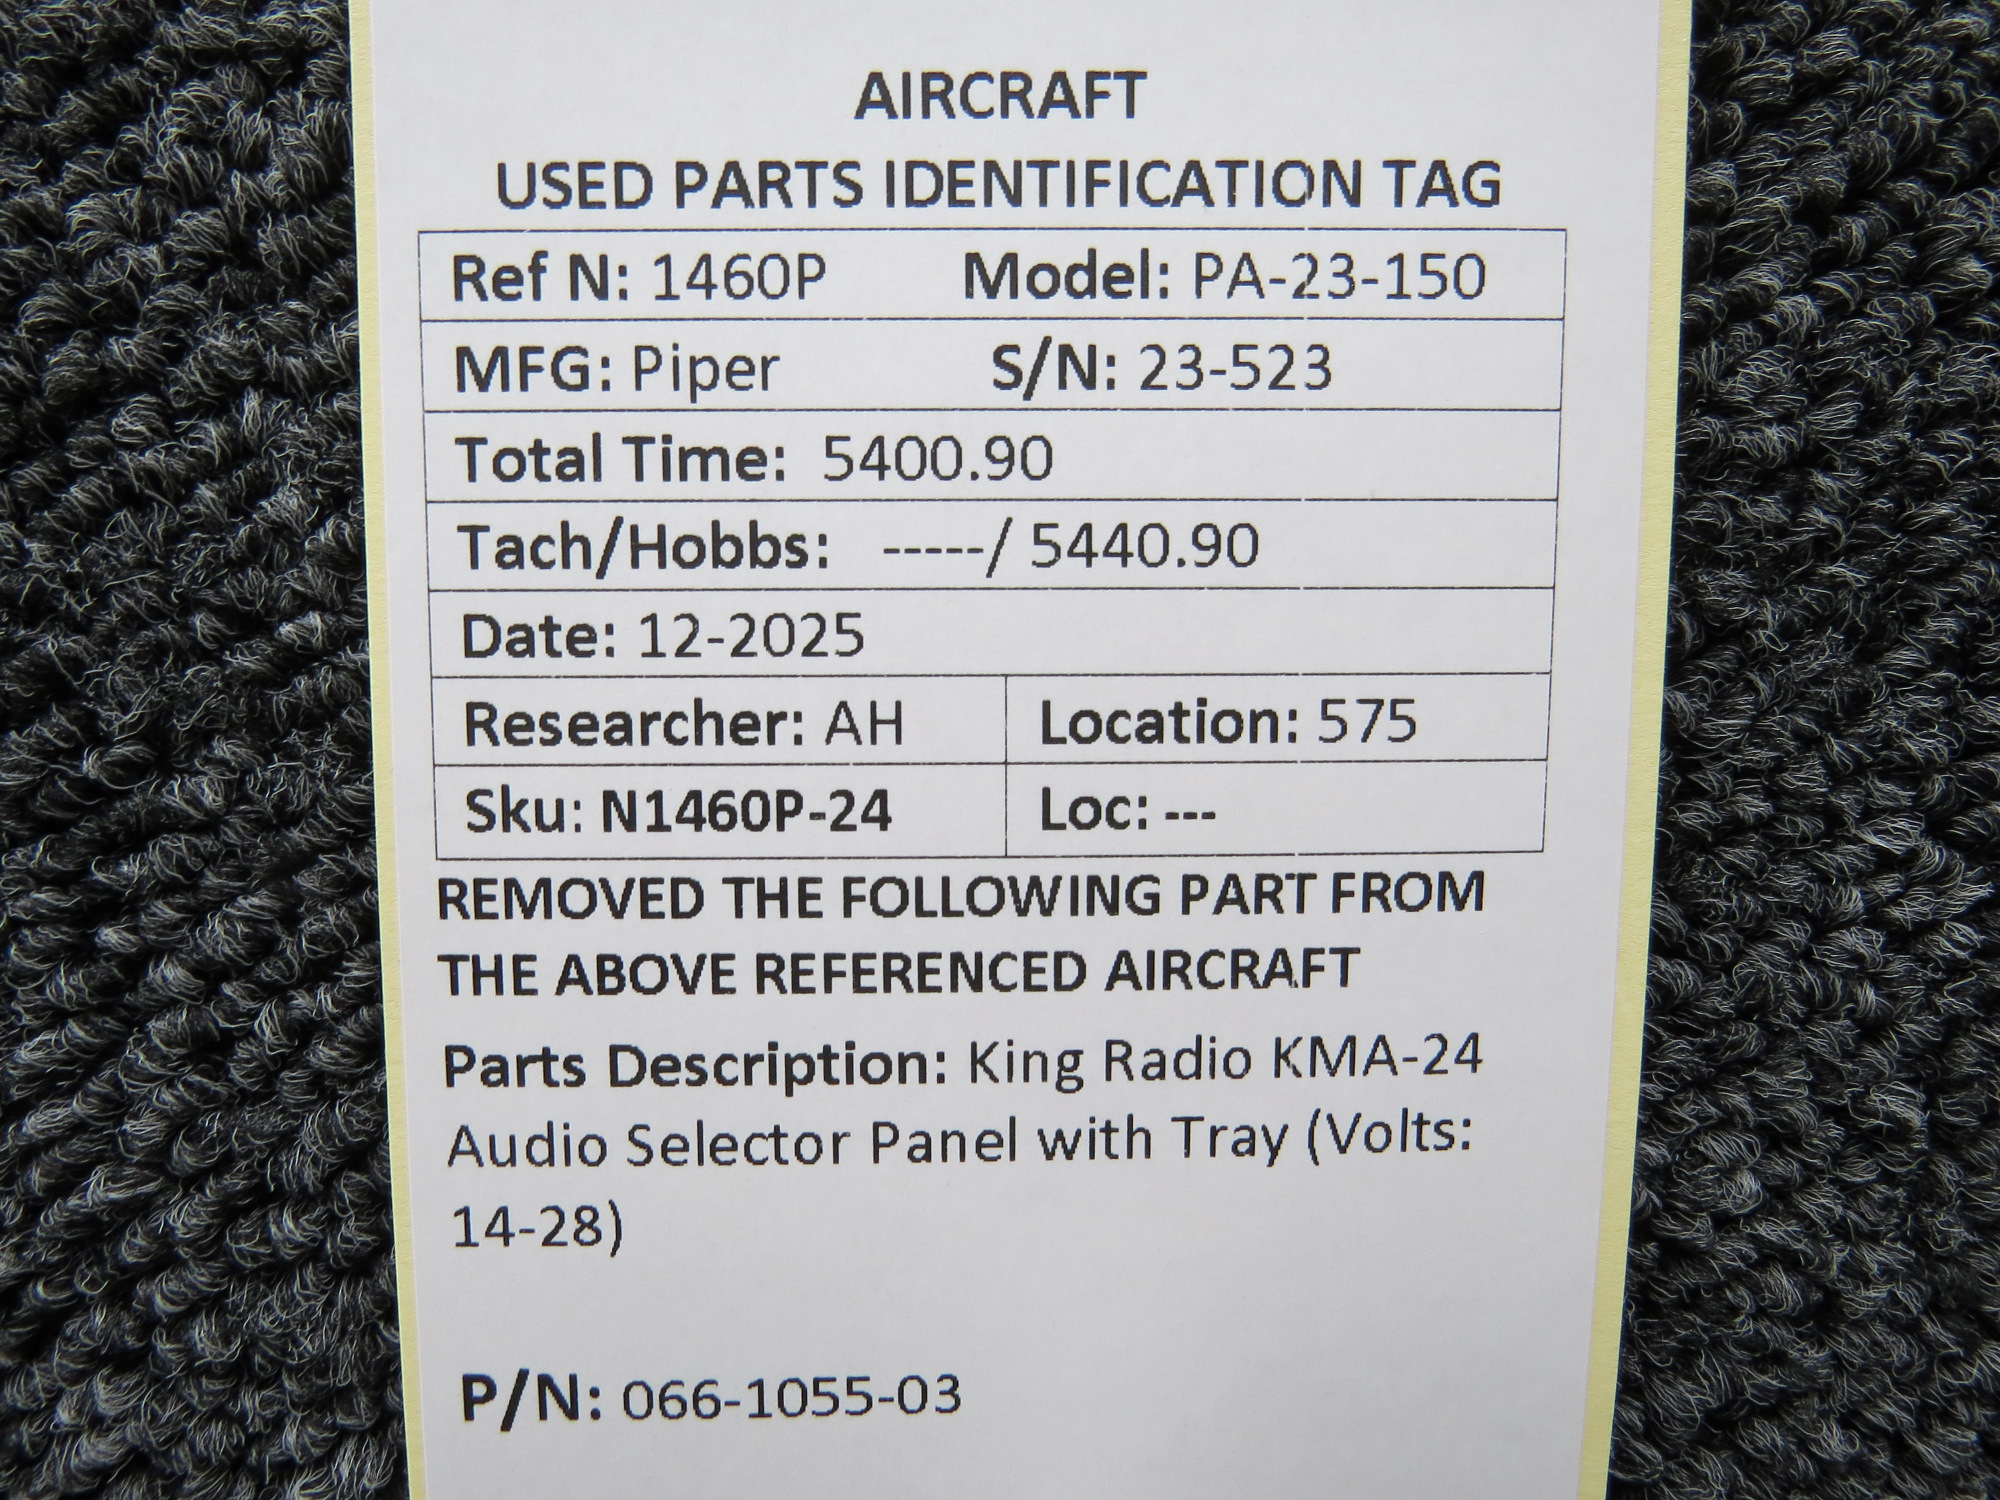 AIRCRAFT
USED PARTS IDENTIFICATION TAG
Ref N: 1460P Model: PA-23-150
MFG: Piper S/N: 23-523
Total Time: 5400.90
Tach/Hobbs: -----/ 5440.90
Date: 12-2025
Researcher: AH Location: 575
Sku: N1460P-24 Loc: ---
REMOVED THE FOLLOWING PART FROM
THE ABOVE REFERENCED AIRCRAFT
Parts Description: King Radio KMA-24
Audio Selector Panel with Tray (Volts:
14-28)
P/N: 066-1055-03